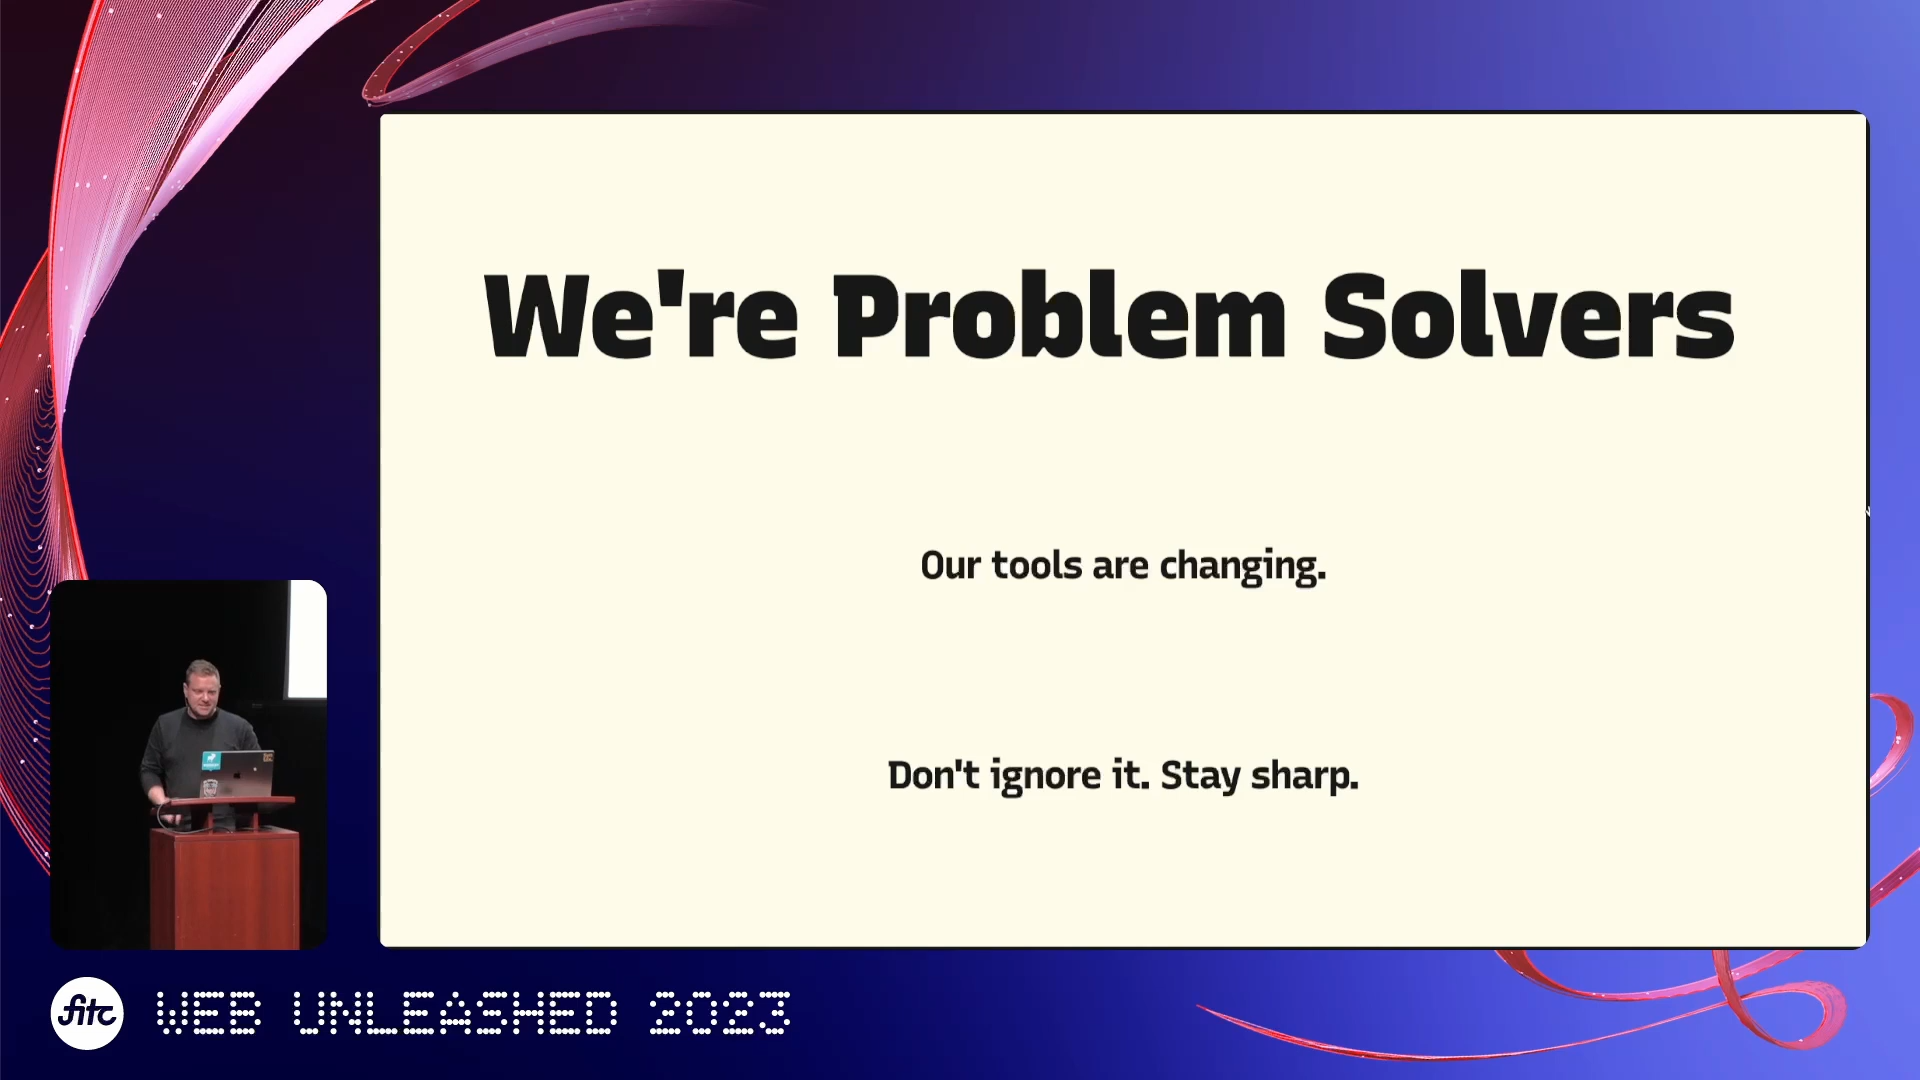 We're Problem Solvers
Our tools are changing.
Don't ignore it. Stay sharp.
fitc WEB UNLEASHED 2023